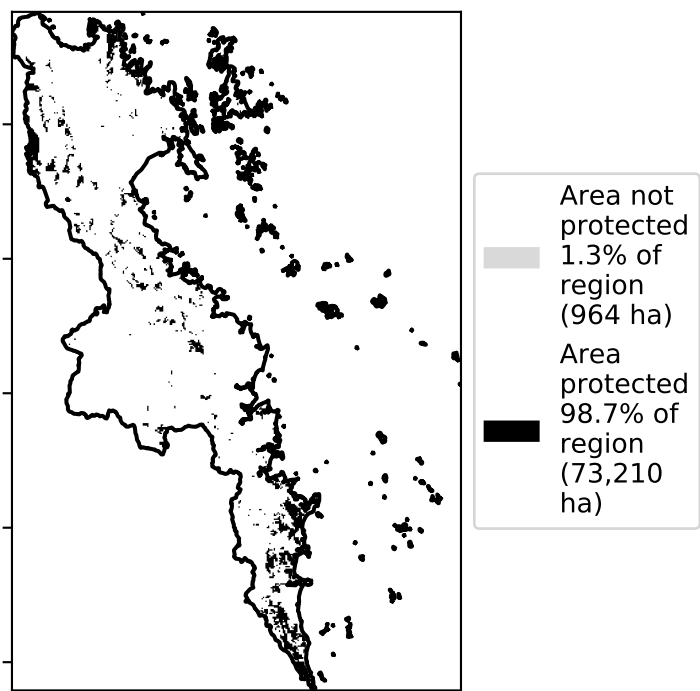 Area not
protected
1.3% of
region
(964 ha)
Area
protected
98.7% of
region
(73,210
ha)